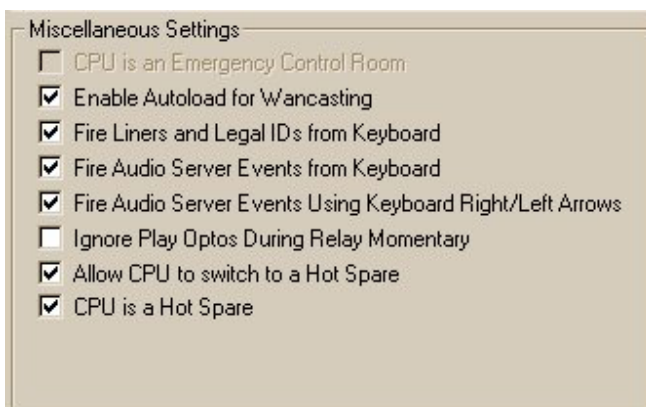 Miscellaneous Settings
CPU is an Emergency Control Room
Enable Autoload for Wancasting
Fire Liners and Legal IDs from Keyboard
Fire Audio Server Events from Keyboard
Fire Audio Server Events Using Keyboard Right/Left Arrows
Ignore Play Optos During Relay Momentary
Allow CPU to switch to a Hot Spare
CPU is a Hot Spare